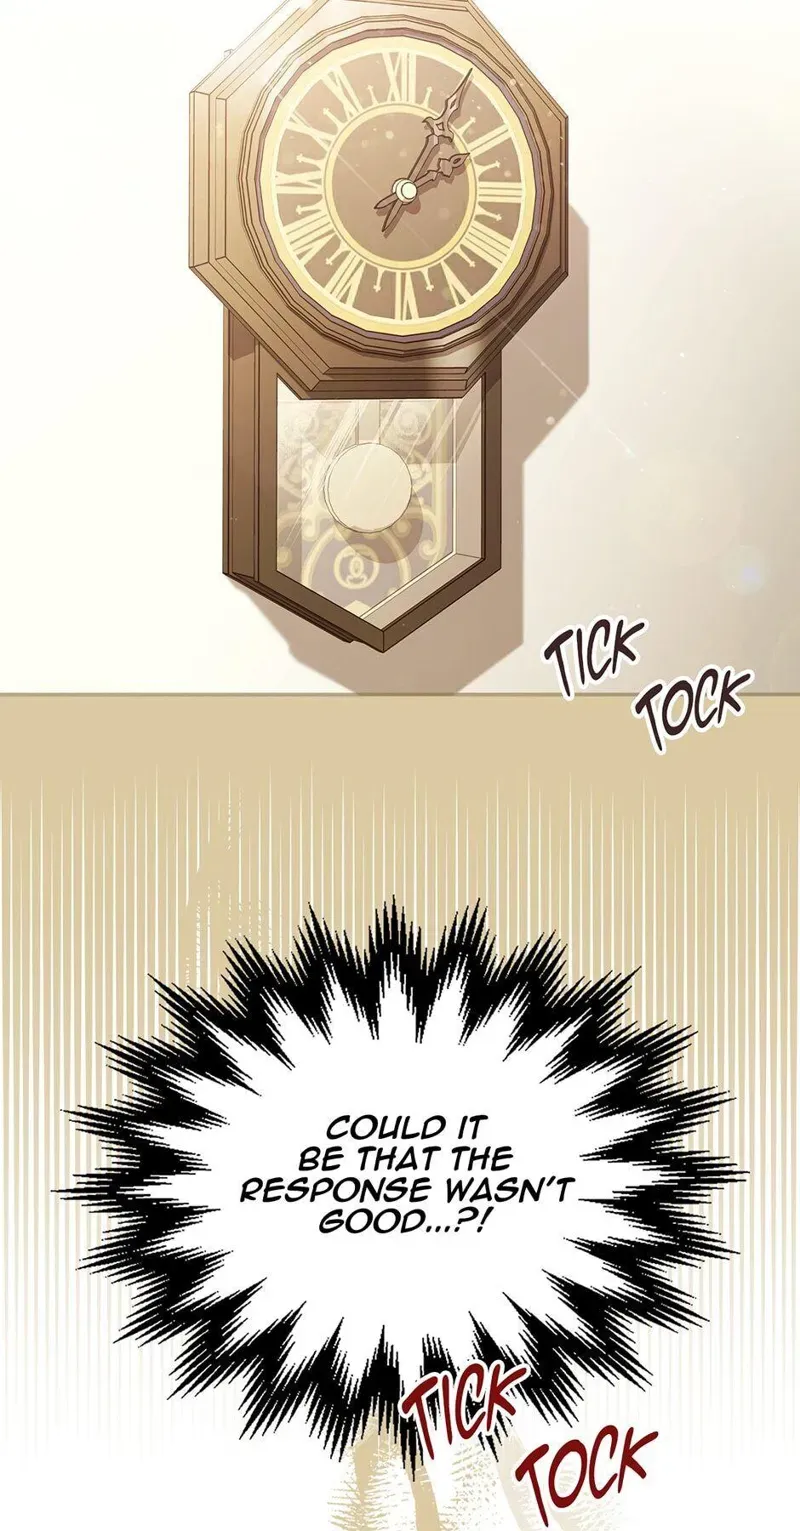 TICK
TOCK
COULD IT
BE THAT THE
RESPONSE WASN'T
GOOD...?!
TICK
TOCK